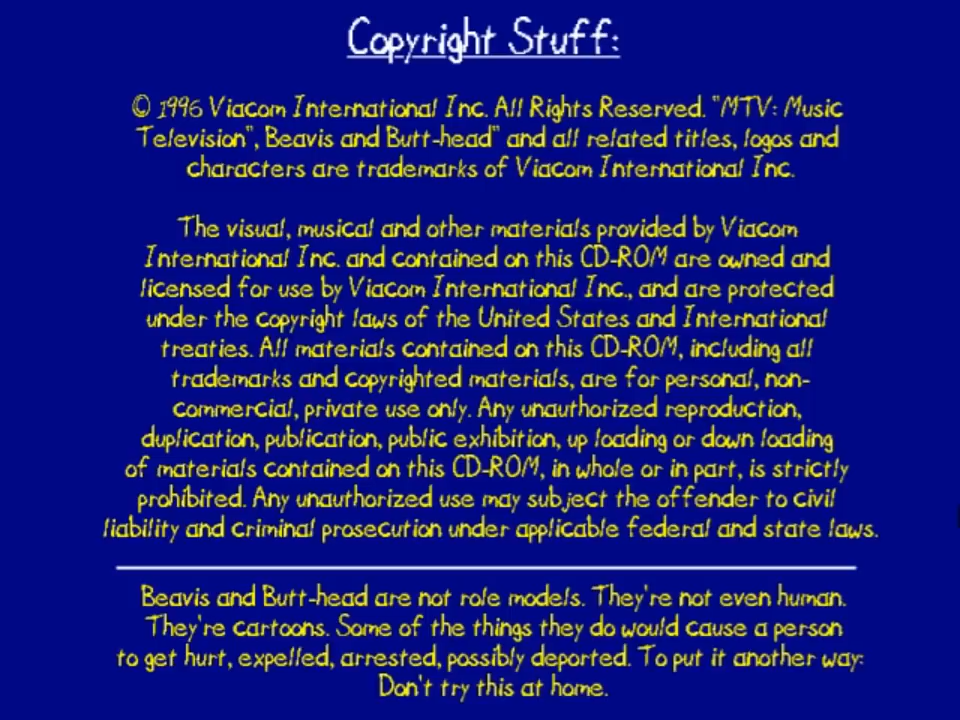 Copyright Stuff:
© 1996 Viacom International Inc. All Rights Reserved. "MTV: Music
Television", Beavis and Butt-head" and all related titles, logos and
characters are trademarks of Viacom International Inc.
The visual, musical and other materials provided by Viacom
International Inc. and contained on this CD-ROM are owned and
licensed for use by Viacom International Inc., and are protected
under the copyright laws of the United States and International
treaties. All materials contained on this CD-ROM, including all
trademarks and copyrighted materials, are for personal, non-
commercial, private use only. Any unauthorized reproduction,
duplication, publication, public exhibition, up loading or down loading
of materials contained on this CD-ROM, in whole or in part, is strictly
prohibited. Any unauthorized use may subject the offender to civil
liability and criminal prosecution under applicable federal and state laws.
Beavis and Butt-head are not role models. They're not even human.
They're cartoons. Some of the things they do would cause a person
to get hurt, expelled, arrested, possibly deported. To put it another way:
Don't try this at home.